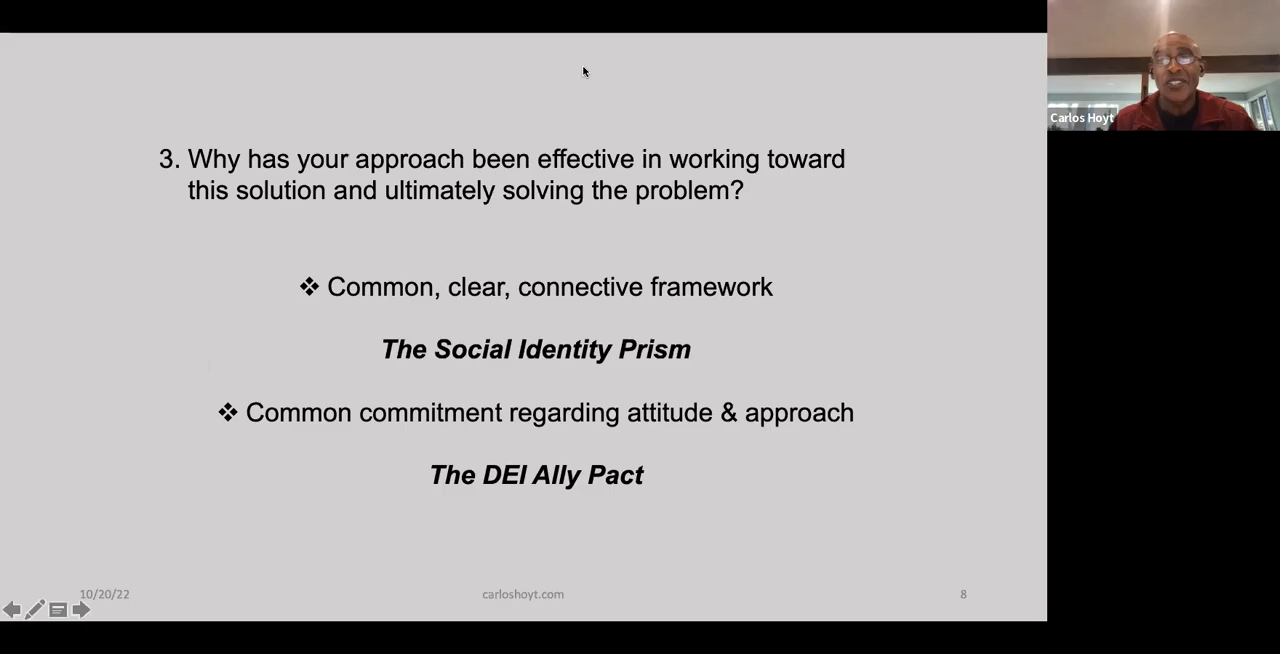 3. Why has your approach been effective in working toward
this solution and ultimately solving the problem?
❖ Common, clear, connective framework
The Social Identity Prism
❖ Common commitment regarding attitude & approach
The DEI Ally Pact
10/20/22
carloshoyt.com
8
Carlos Hoyt